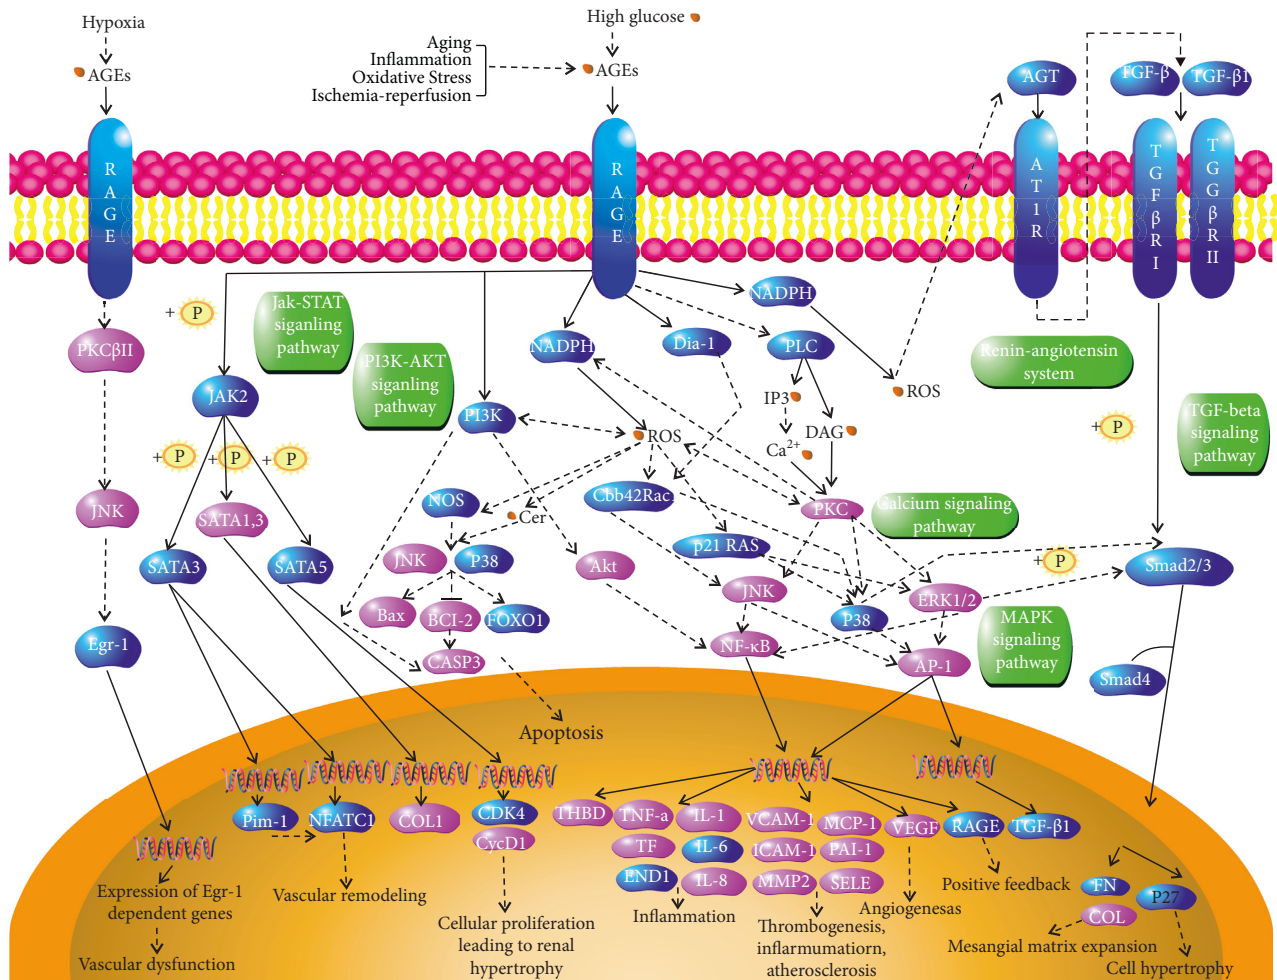 Hypoxia
High glucose
Aging
Inflammation
Oxidative Stress
Ischemia-reperfusion
AGEs
AGEs
AGT
TGF-β
TGF-β1
RAGE
RAGE
AT1R
TGFβRI
TGGβRII
+ P
Jak-STAT
siganling
pathway
NADPH
PKCβII
PI3K-AKT
siganling
pathway
NADPH
Dia-1
PLC
Renin-angiotensin
system
JAK2
IP3
ROS
PI3K
DAG
+ P
TGF-beta
signaling
pathway
ROS
Ca2+
+ P
+ P
+ P
NOS
Cbb42Rac
PKC
Calcium signaling
pathway
JNK
SATA1,3
Cer
p21 RAS
SATA3
SATA5
JNK
P38
Akt
JNK
+ P
Smad2/3
ERK1/2
Bax
BCI-2
FOXO1
P38
MAPK
signaling
pathway
Egr-1
NF-κB
CASP3
AP-1
Smad4
Apoptosis
Pim-1
NFATC1
COL1
CDK4
THBD
TNF-a
IL-1
VCAM-1
MCP-1
VEGF
RAGE
TGF-β1
CycD1
TF
IL-6
ICAM-1
PAI-1
END1
IL-8
MMP2
SELE
Expression of Egr-1
dependent genes
Vascular remodeling
Positive feedback
FN
P27
Inflammation
Angiogenesas
COL
Cellular proliferation
leading to renal
hypertrophy
Thrombogenesis,
inflarmumatiorn,
atherosclerosis
Mesangial matrix expansion
Vascular dysfunction
Cell hypertrophy